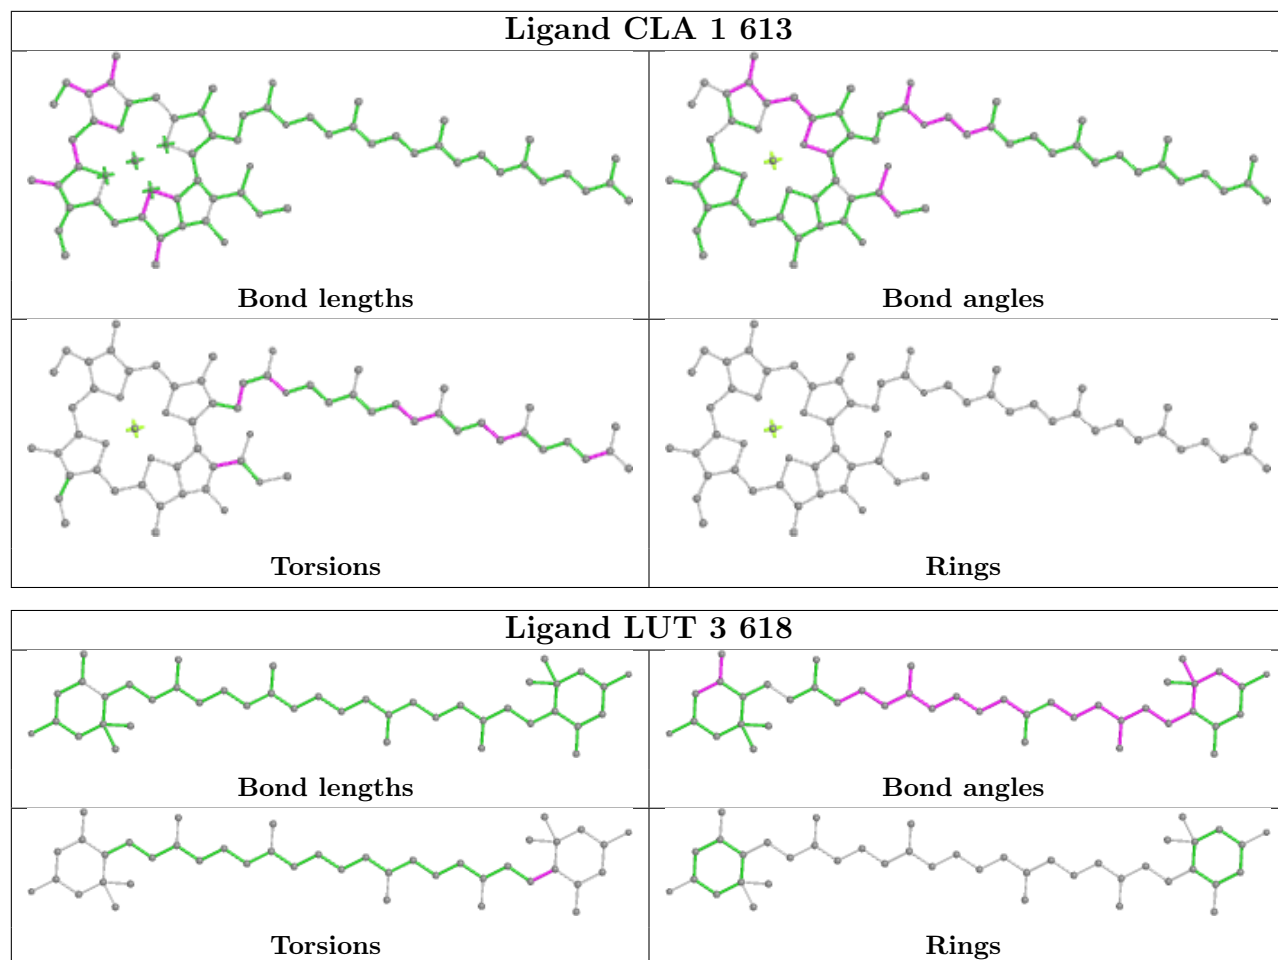 Ligand CLA 1 613
Bond lengths
Bond angles
Torsions
Rings
Ligand LUT 3 618
Bond lengths
Bond angles
Torsions
Rings